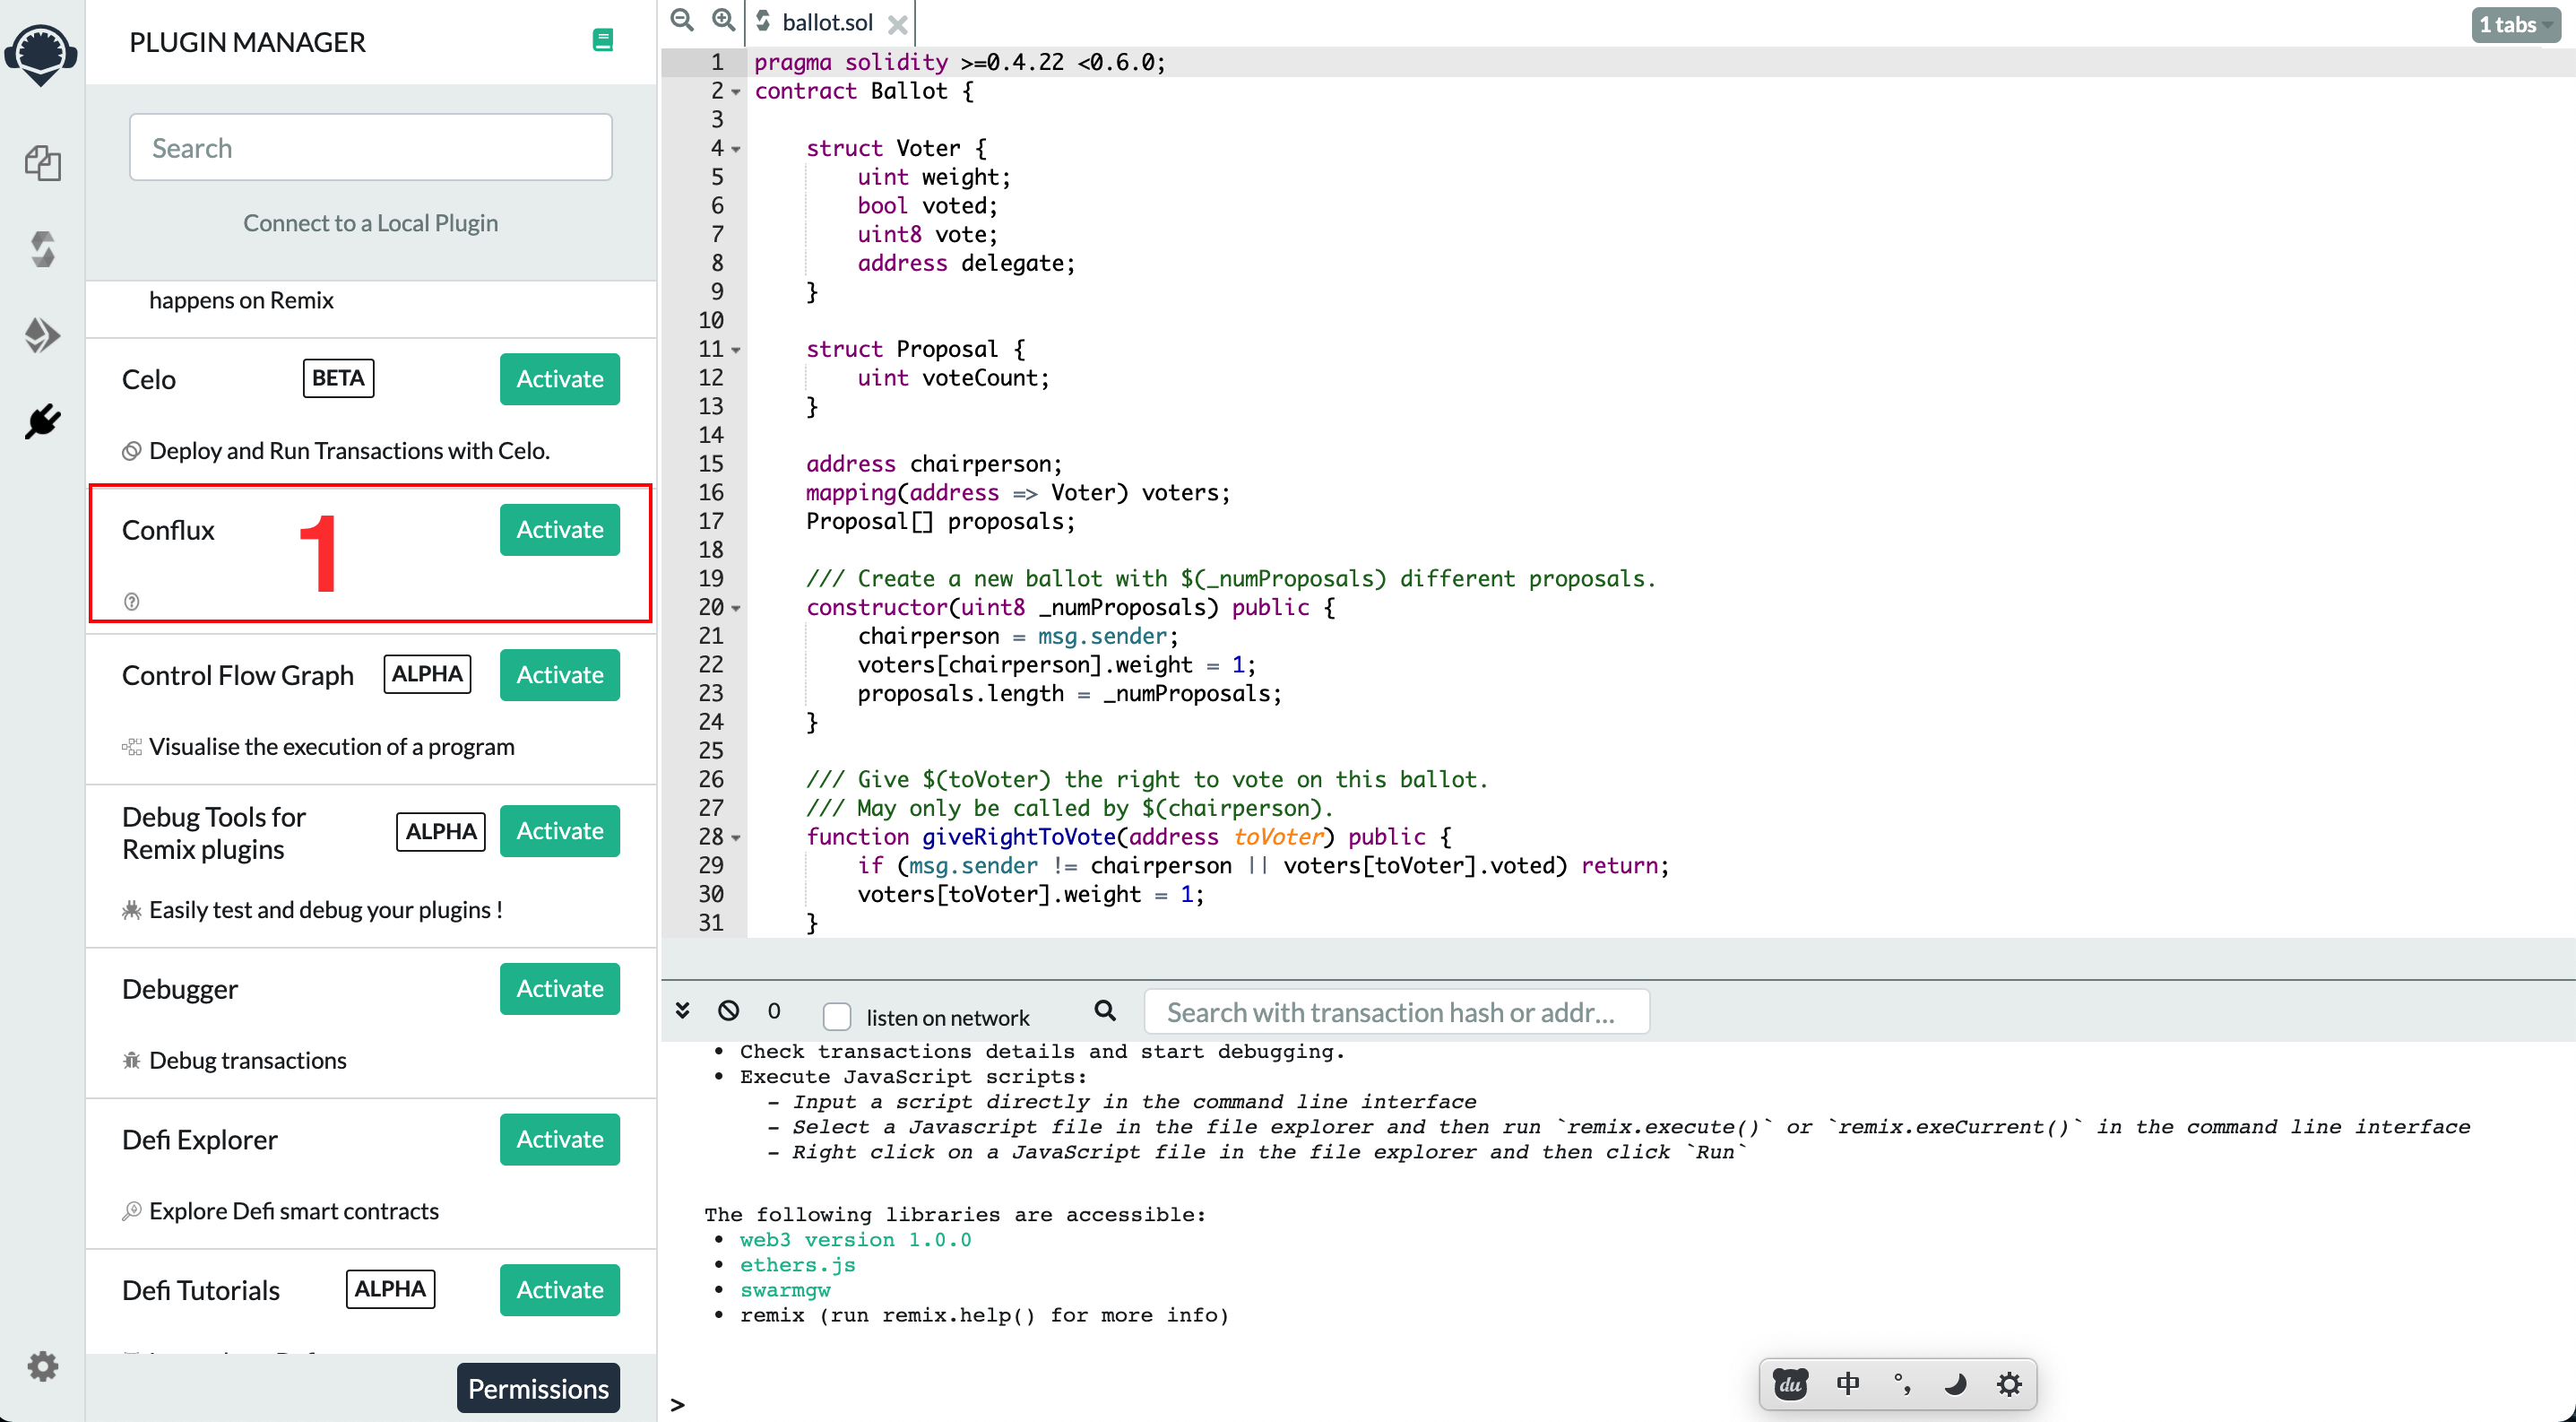 PLUGIN MANAGER
Search
Connect to a Local Plugin
happens on Remix
Celo
BETA
Activate
Deploy and Run Transactions with Celo.
Conflux
1
Activate
Control Flow Graph
ALPHA
Activate
Visualise the execution of a program
Debug Tools for
Remix plugins
ALPHA
Activate
Easily test and debug your plugins !
Debugger
Activate
Debug transactions
Defi Explorer
Activate
Explore Defi smart contracts
Defi Tutorials
ALPHA
Activate
Permissions
ballot.sol
1 tabs
1 pragma solidity >=0.4.22 <0.6.0;
2 contract Ballot {
3
4 struct Voter {
5 uint weight;
6 bool voted;
7 uint8 vote;
8 address delegate;
9 }
10
11 struct Proposal {
12 uint voteCount;
13 }
14
15 address chairperson;
16 mapping(address => Voter) voters;
17 Proposal[] proposals;
18
19 /// Create a new ballot with $(_numProposals) different proposals.
20 constructor(uint8 _numProposals) public {
21 chairperson = msg.sender;
22 voters[chairperson].weight = 1;
23 proposals.length = _numProposals;
24 }
25
26 /// Give $(toVoter) the right to vote on this ballot.
27 /// May only be called by $(chairperson).
28 function giveRightToVote(address toVoter) public {
29 if (msg.sender != chairperson || voters[toVoter].voted) return;
30 voters[toVoter].weight = 1;
31 }
0
listen on network
Search with transaction hash or addr...
• Check transactions details and start debugging.
• Execute JavaScript scripts:
- Input a script directly in the command line interface
- Select a Javascript file in the file explorer and then run `remix.execute()` or `remix.exeCurrent()` in the command line interface
- Right click on a JavaScript file in the file explorer and then click `Run`
The following libraries are accessible:
• web3 version 1.0.0
• ethers.js
• swarmgw
• remix (run remix.help() for more info)
>
du 中 °,